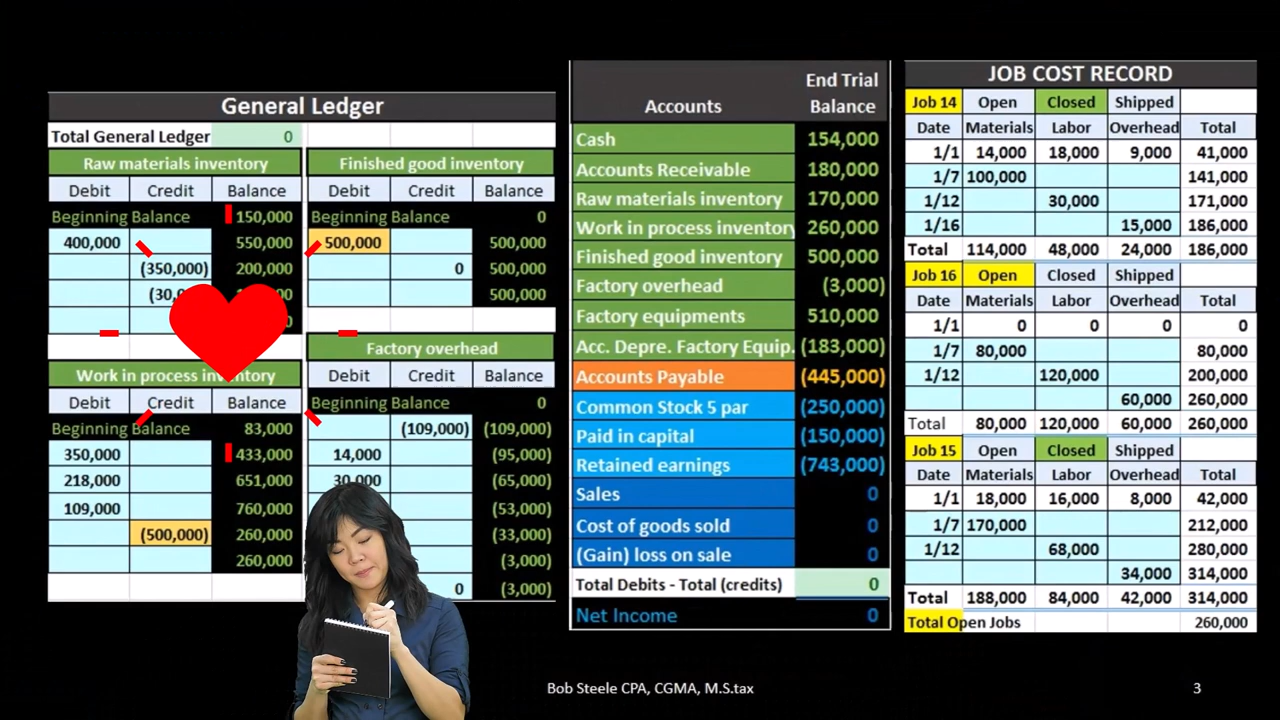 General Ledger
Total General Ledger 0
Raw materials inventory
Debit Credit Balance
Beginning Balance 150,000
400,000 550,000
(350,000) 200,000
Finished good inventory
Debit Credit Balance
Beginning Balance 0
500,000 500,000
0 500,000
500,000
Work in process inventory
Debit Credit Balance
Beginning Balance 83,000
350,000 433,000
218,000 651,000
109,000 760,000
(500,000) 260,000
260,000
Factory overhead
Debit Credit Balance
Beginning Balance 0
(109,000) (109,000)
14,000 (95,000)
30,000 (65,000)
(53,000)
(33,000)
(3,000)
0 (3,000)
Accounts End Trial Balance
Cash 154,000
Accounts Receivable 180,000
Raw materials inventory 170,000
Work in process inventory 260,000
Finished good inventory 500,000
Factory overhead (3,000)
Factory equipments 510,000
Acc. Depre. Factory Equip. (183,000)
Accounts Payable (445,000)
Common Stock 5 par (250,000)
Paid in capital (150,000)
Retained earnings (743,000)
Sales 0
Cost of goods sold 0
(Gain) loss on sale 0
Total Debits - Total (credits) 0
Net Income 0
JOB COST RECORD
Job 14 Open Closed Shipped
Date Materials Labor Overhead Total
1/1 14,000 18,000 9,000 41,000
1/7 100,000 141,000
1/12 30,000 171,000
1/16 15,000 186,000
Total 114,000 48,000 24,000 186,000
Job 16 Open Closed Shipped
Date Materials Labor Overhead Total
1/1 0 0 0 0
1/7 80,000 80,000
1/12 120,000 200,000
60,000 260,000
Total 80,000 120,000 60,000 260,000
Job 15 Open Closed Shipped
Date Materials Labor Overhead Total
1/1 18,000 16,000 8,000 42,000
1/7 170,000 212,000
1/12 68,000 280,000
34,000 314,000
Total 188,000 84,000 42,000 314,000
Total Open Jobs 260,000
Bob Steele CPA, CGMA, M.S.tax
3